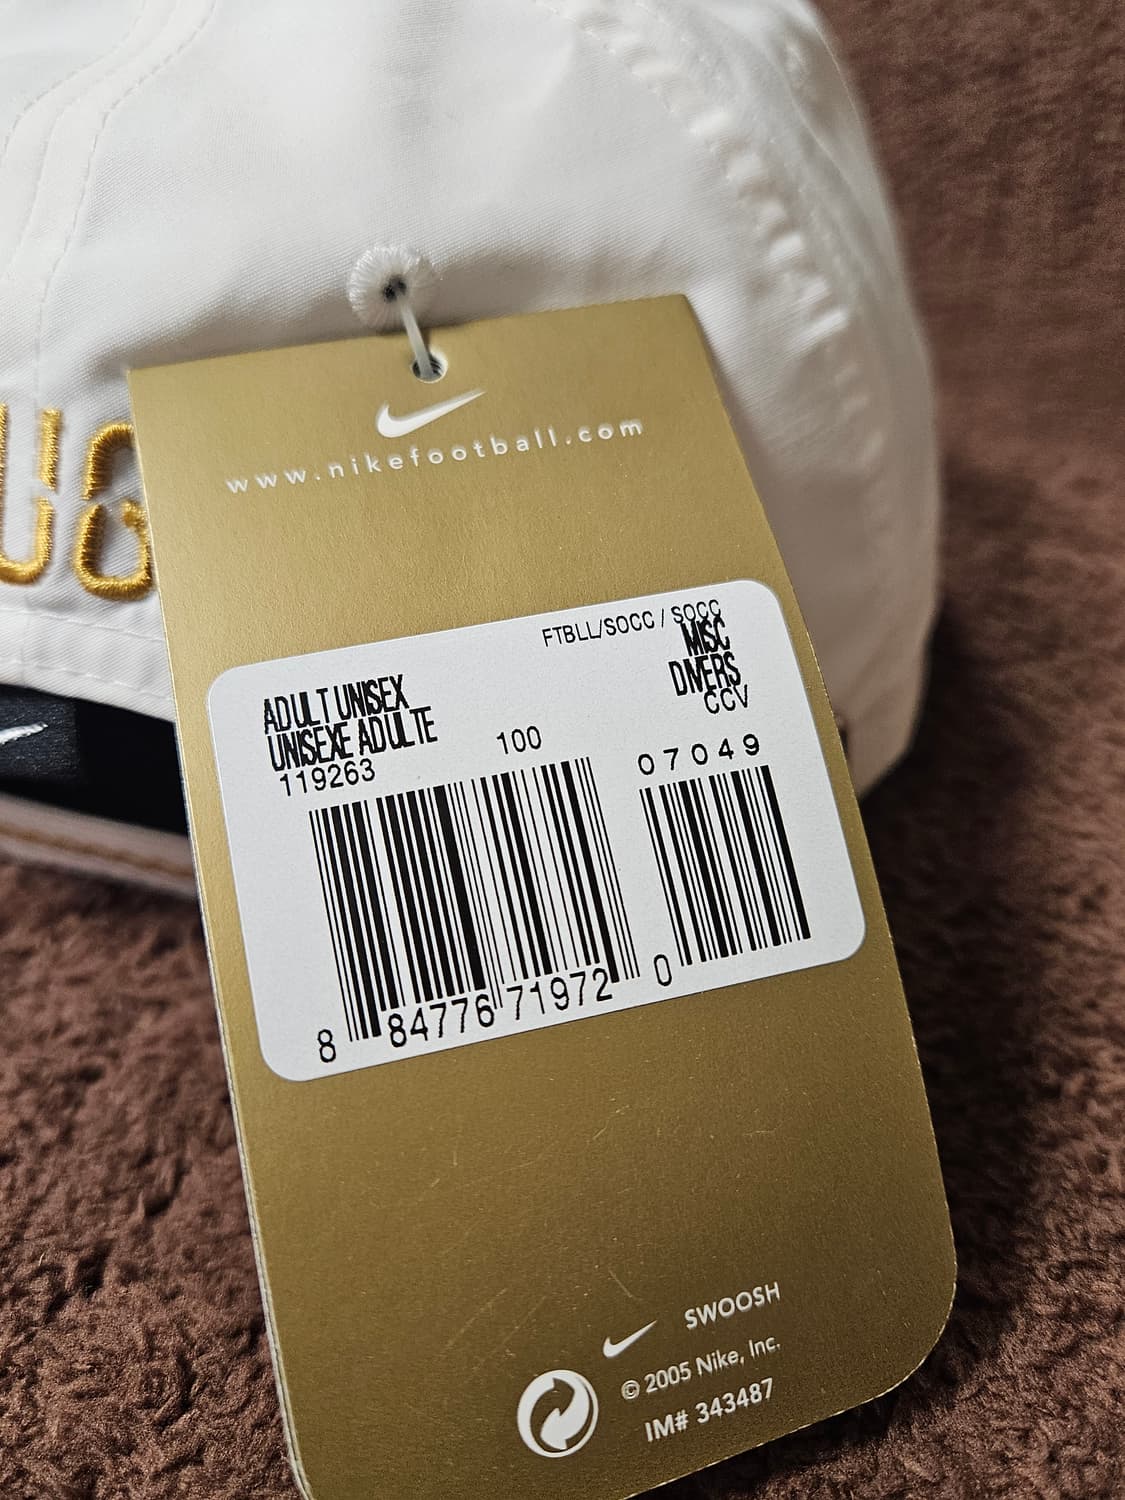 www.nikefootball.com
UG
FTBLL/SOCC / SOCC
MISC
DIVERS
CCV
ADULT UNISEX
UNISEXE ADULTE
119263
100
07049
8 84776 71972 0
SWOOSH
© 2005 Nike, Inc.
IM# 343487